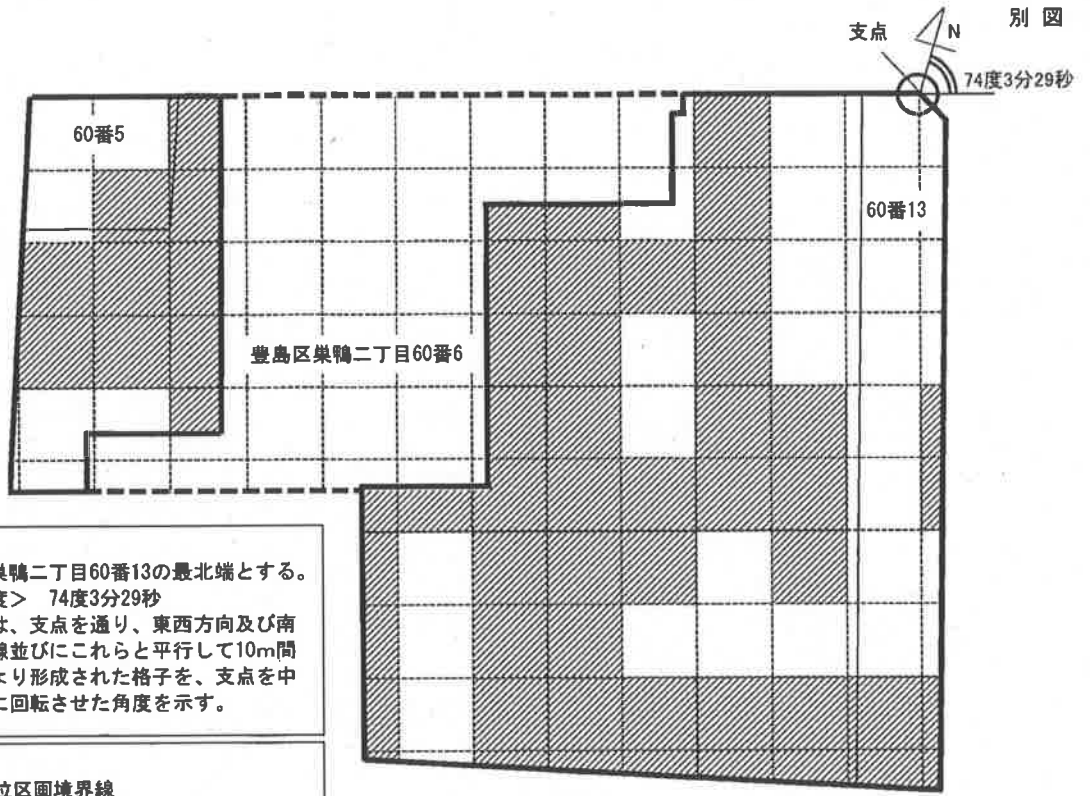 別図
支点
N
74度3分29秒
60番5
60番13
豊島区巣鴨二丁目60番6
巣鴨二丁目60番13の最北端とする。
度＞ 74度3分29秒
は、支点を通り、東西方向及び南
線並びにこれらと平行して10m間
より形成された格子を、支点を中
に回転させた角度を示す。
位区画境界線